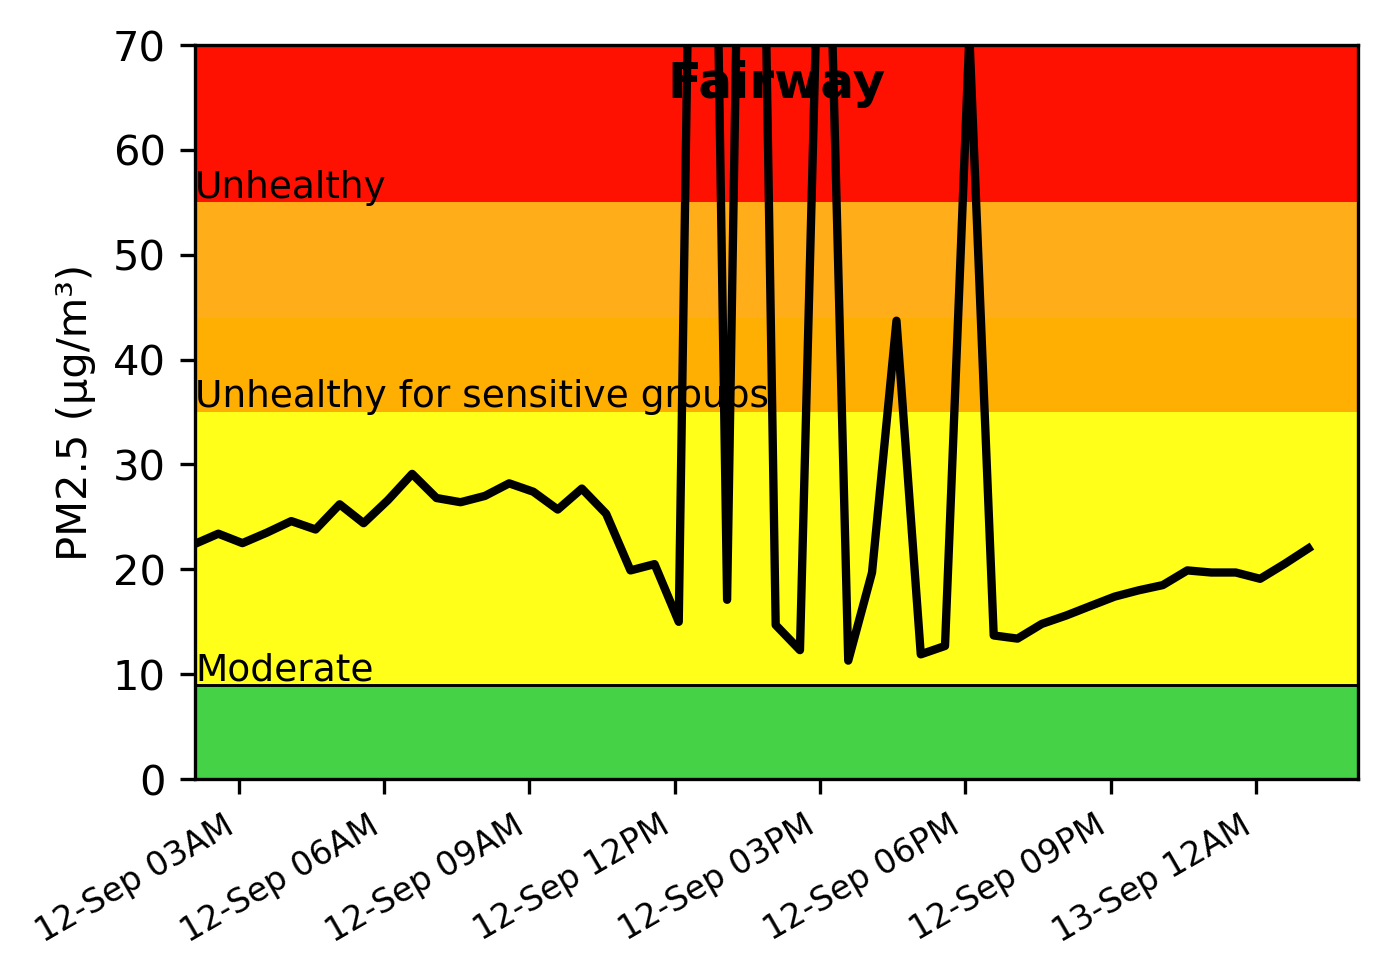 Fairway
PM2.5 (µg/m³)
70
60
50
40
30
20
10
0
Unhealthy
Unhealthy for sensitive groups
Moderate
12-Sep 03AM
12-Sep 06AM
12-Sep 09AM
12-Sep 12PM
12-Sep 03PM
12-Sep 06PM
12-Sep 09PM
13-Sep 12AM